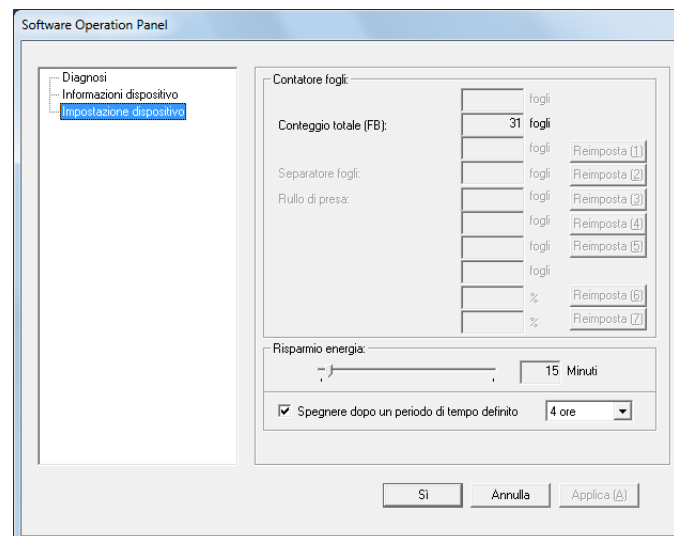 Software Operation Panel
Diagnosi
Informazioni dispositivo
Impostazione dispositivo
Contatore fogli:
fogli
Conteggio totale (FB): 31 fogli
fogli Reimposta (1)
Separatore fogli: fogli Reimposta (2)
Rullo di presa: fogli Reimposta (3)
fogli Reimposta (4)
fogli Reimposta (5)
fogli
% Reimposta (6)
% Reimposta (7)
Risparmio energia:
15 Minuti
Spegnere dopo un periodo di tempo definito 4 ore
Sì Annulla Applica (A)